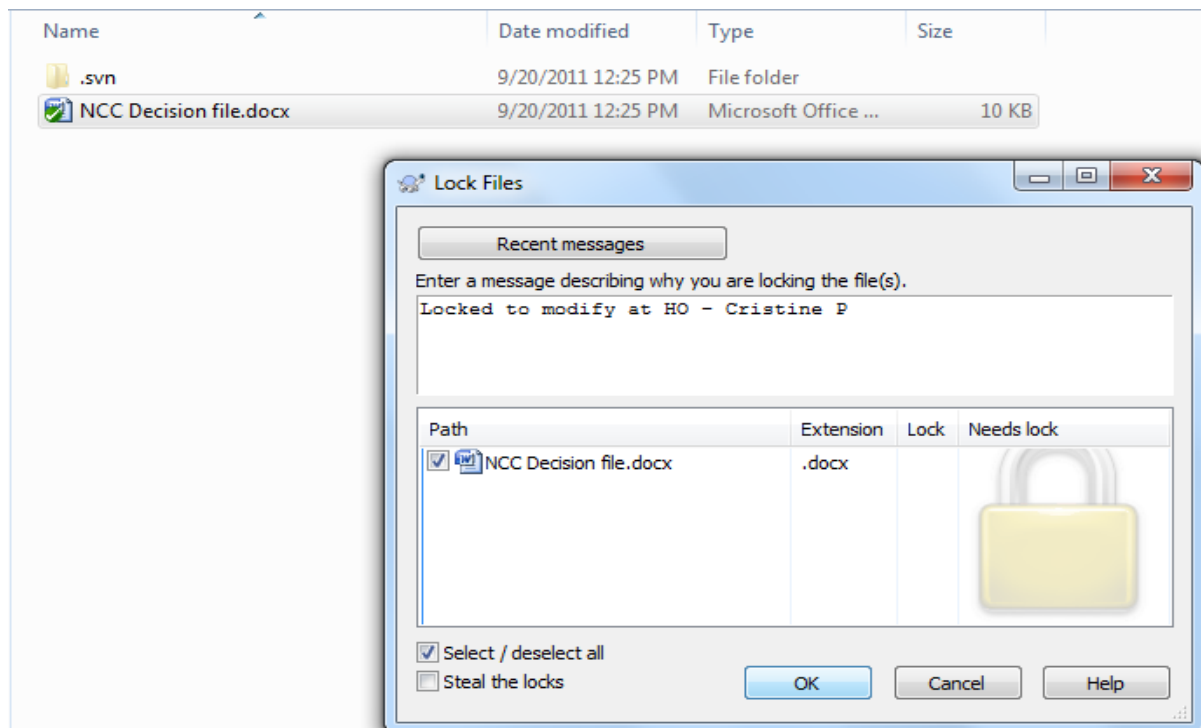 Name Date modified Type Size
.svn 9/20/2011 12:25 PM File folder
NCC Decision file.docx 9/20/2011 12:25 PM Microsoft Office ... 10 KB
Lock Files
Recent messages
Enter a message describing why you are locking the file(s).
Locked to modify at HO - Cristine P
Path Extension Lock Needs lock
NCC Decision file.docx .docx
Select / deselect all
Steal the locks
OK Cancel Help